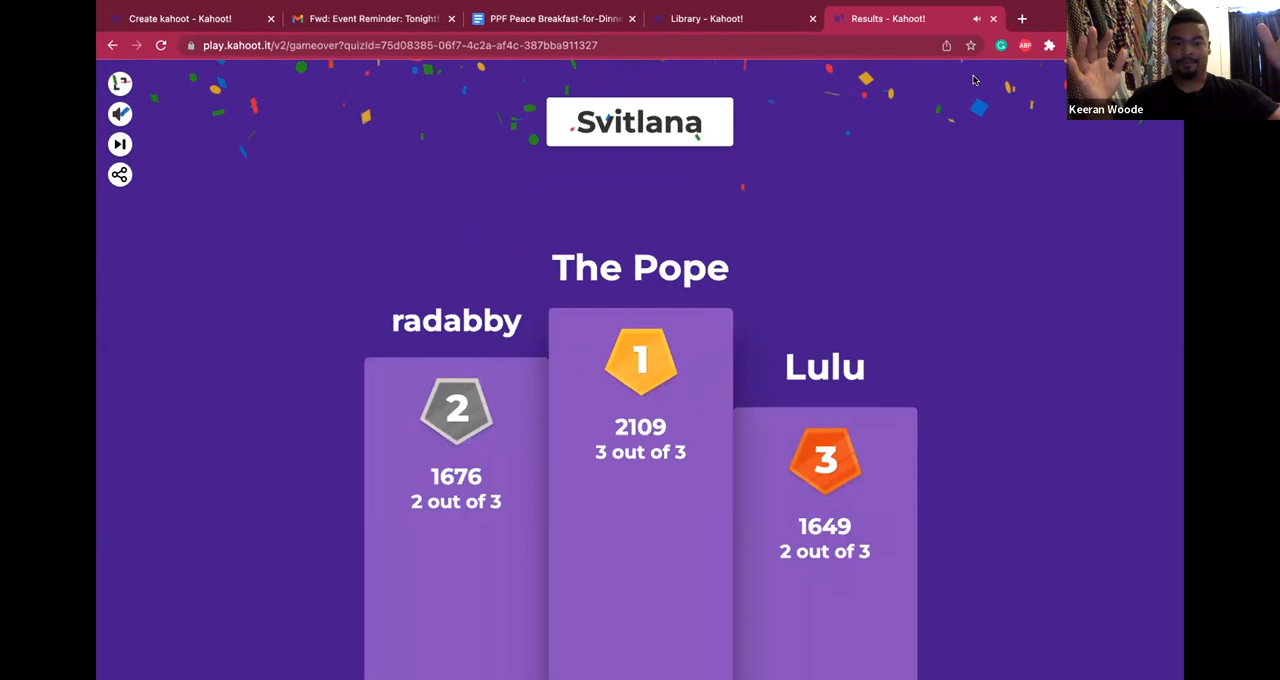 Create kahoot - Kahoot!
Fwd: Event Reminder: Tonight!
PPF Peace Breakfast-for-Dinne
Library - Kahoot!
Results - Kahoot!
play.kahoot.it/v2/gameover?quizId=75d08385-06f7-4c2a-af4c-387bba911327
ABP
Keeran Woode
Svitlana
The Pope
radabby
Lulu
1
2
3
2109
3 out of 3
1676
2 out of 3
1649
2 out of 3